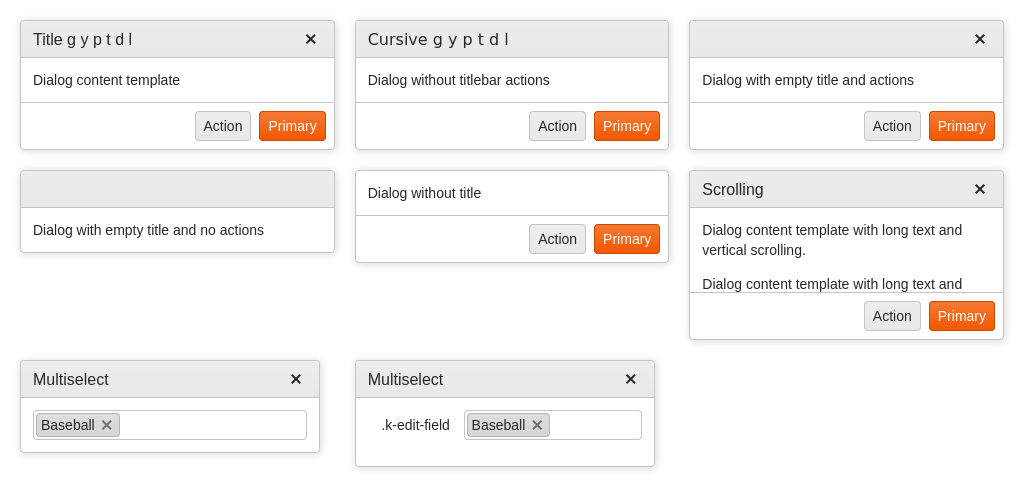 Title g y p t d l ✕
Dialog content template
Action Primary
Cursive g y p t d l
Dialog without titlebar actions
Action Primary
✕
Dialog with empty title and actions
Action Primary
Dialog with empty title and no actions
Dialog without title
Action Primary
Scrolling ✕
Dialog content template with long text and
vertical scrolling.
Dialog content template with long text and
Action Primary
Multiselect ✕
Baseball ✕
Multiselect ✕
.k-edit-field Baseball ✕